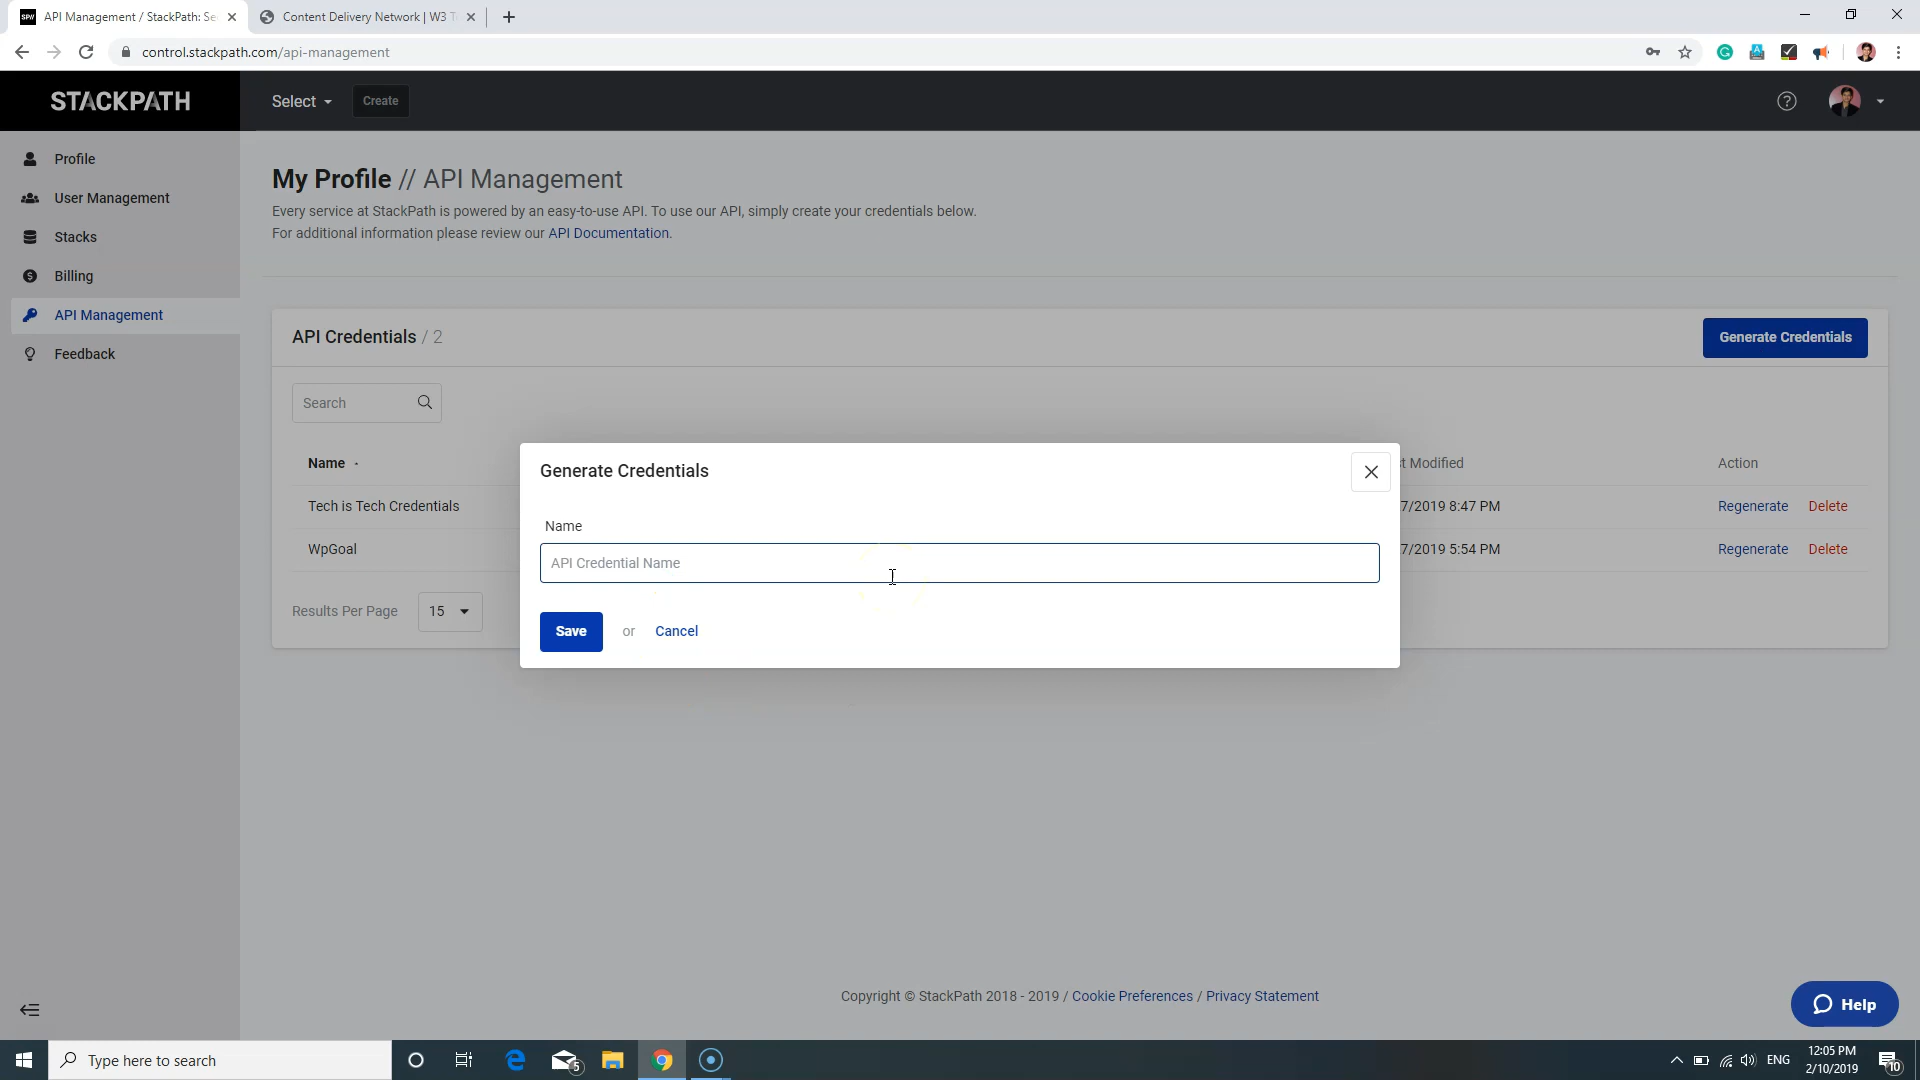 API Management / StackPath: Se
Content Delivery Network | W3 T
control.stackpath.com/api-management
STACKPATH
Select
Create
Profile
User Management
Stacks
Billing
API Management
Feedback
My Profile // API Management
Every service at StackPath is powered by an easy-to-use API. To use our API, simply create your credentials below.
For additional information please review our API Documentation.
API Credentials / 2
Generate Credentials
Search
Name
t Modified
Action
Tech is Tech Credentials
7/2019 8:47 PM
Regenerate
Delete
WpGoal
7/2019 5:54 PM
Regenerate
Delete
Results Per Page
15
Generate Credentials
Name
API Credential Name
Save
or
Cancel
Copyright © StackPath 2018 - 2019 / Cookie Preferences / Privacy Statement
Help
Type here to search
5
ENG
12:05 PM
2/10/2019
10